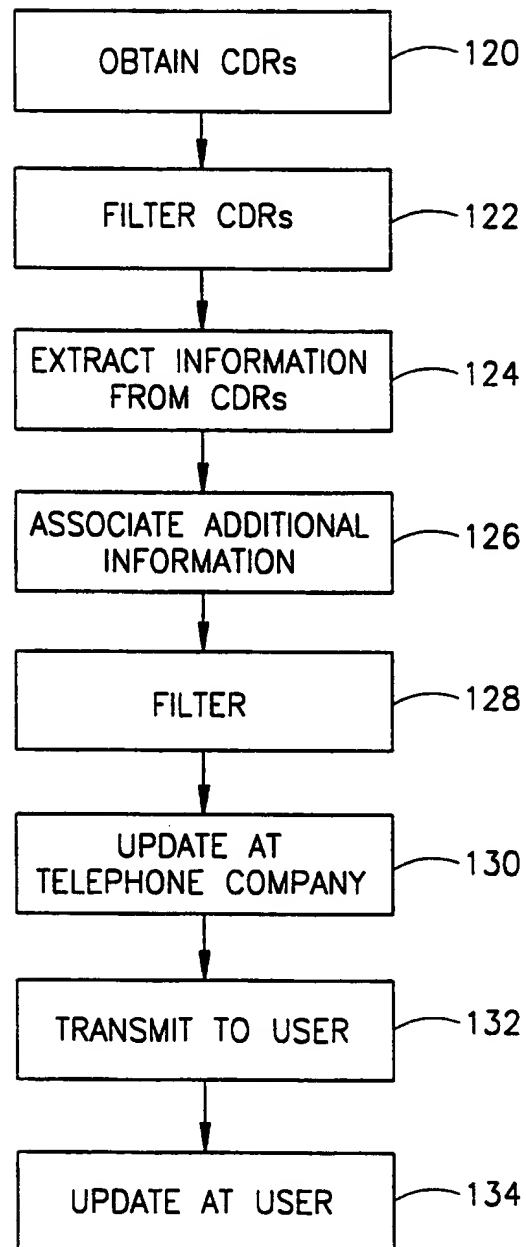 OBTAIN CDRs
120
FILTER CDRs
122
EXTRACT INFORMATION
FROM CDRs
124
ASSOCIATE ADDITIONAL
INFORMATION
126
FILTER
128
UPDATE AT
TELEPHONE COMPANY
130
TRANSMIT TO USER
132
UPDATE AT USER
134